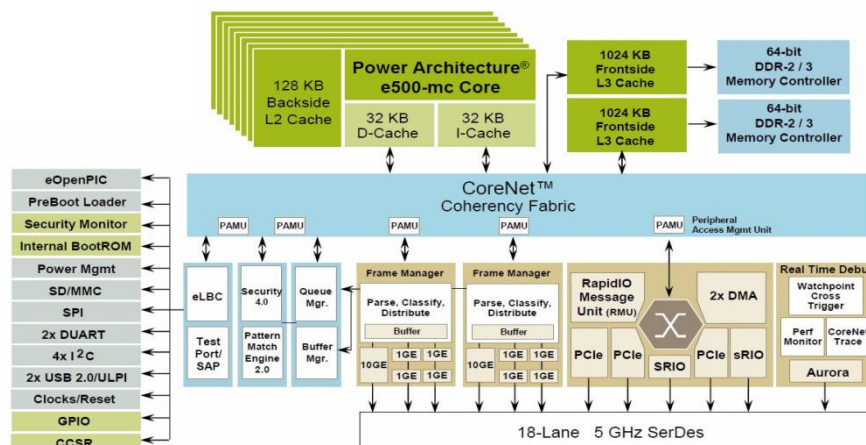 128 KB
Backside
L2 Cache
Power Architecture®
e500-mc Core
32 KB
D-Cache
32 KB
I-Cache
1024 KB
Frontside
L3 Cache
64-bit
DDR-2 / 3
Memory Controller
1024 KB
Frontside
L3 Cache
64-bit
DDR-2 / 3
Memory Controller
CoreNet™
Coherency Fabric
PAMU
PAMU
PAMU
PAMU
PAMU
Peripheral
Access Mgmt Unit
eOpenPIC
PreBoot Loader
Security Monitor
Internal BootROM
Power Mgmt
SD/MMC
SPI
2x DUART
4x I²C
2x USB 2.0/ULPI
Clocks/Reset
GPIO
CCSR
eLBC
Test
Port/
SAP
Security
4.0
Pattern
Match
Engine
2.0
Queue
Mgr.
Buffer
Mgr.
Frame Manager
Parse, Classify,
Distribute
Buffer
10GE
1GE
1GE
1GE
1GE
Frame Manager
Parse, Classify,
Distribute
Buffer
10GE
1GE
1GE
1GE
1GE
RapidIO
Message
Unit (RMU)
2x DMA
PCIe
PCIe
SRIO
PCIe
sRIO
Real Time Debug
Watchpoint
Cross
Trigger
Perf
Monitor
CoreNet
Trace
Aurora
18-Lane 5 GHz SerDes